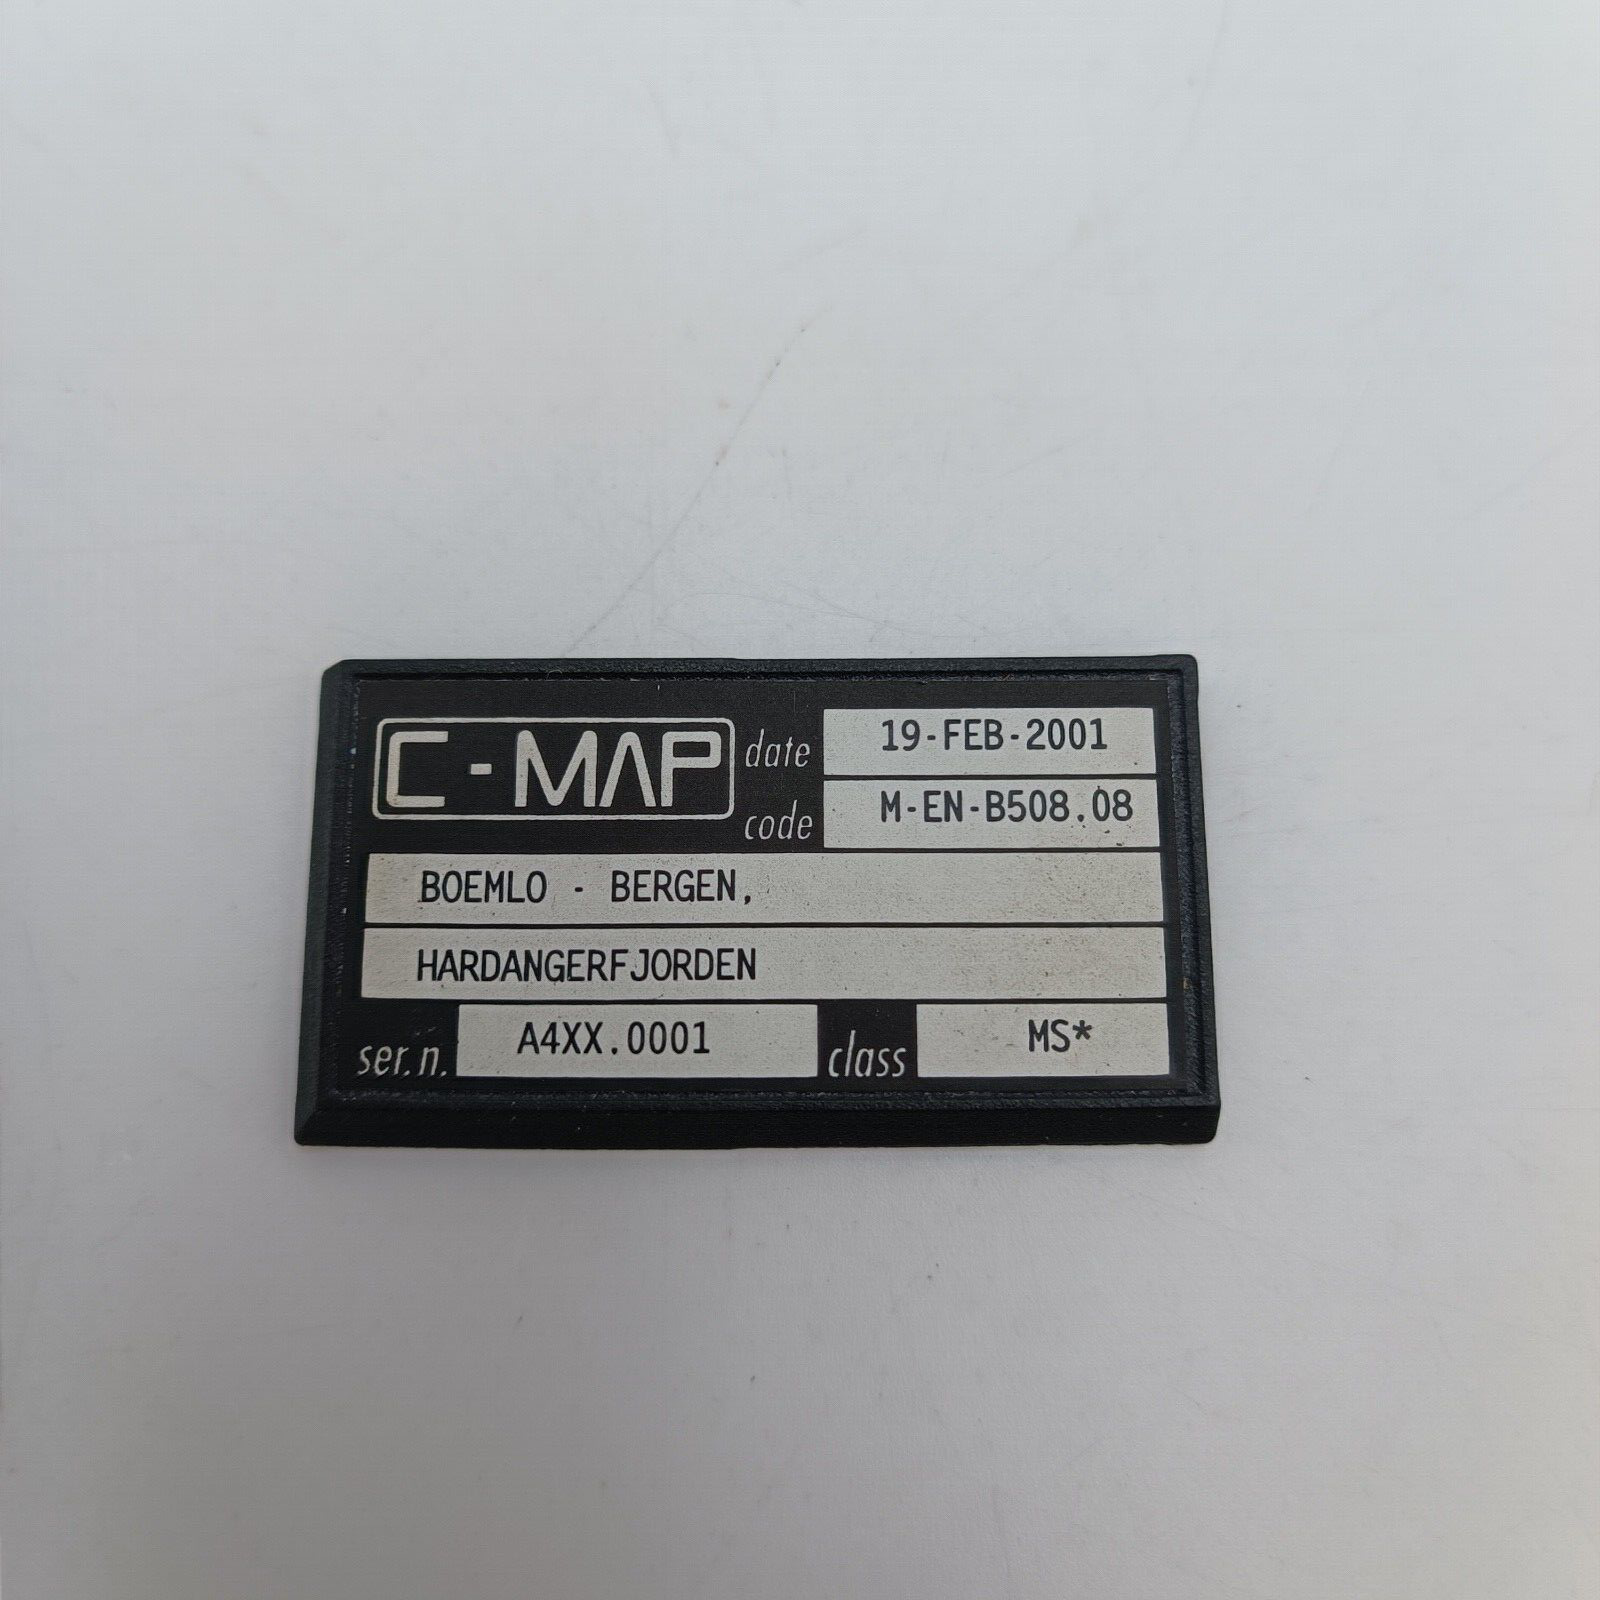 C-MAP date 19-FEB-2001
code M-EN-B508.08
BOEMLO - BERGEN,
HARDANGERFJORDEN
ser.n. A4XX.0001 class MS*